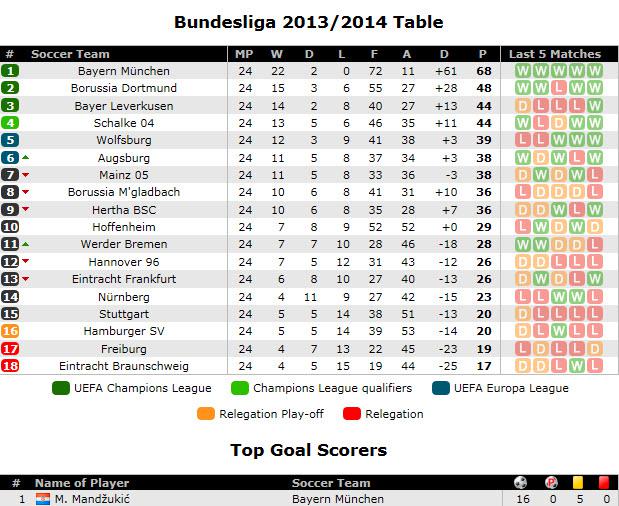 Bundesliga 2013/2014 Table
# Soccer Team MP W D L F A D P Last 5 Matches
1 Bayern München 24 22 2 0 72 11 +61 68 W W W W W
2 Borussia Dortmund 24 15 3 6 55 27 +28 48 W W L W W
3 Bayer Leverkusen 24 14 2 8 40 27 +13 44 D L L L W
4 Schalke 04 24 13 5 6 46 35 +11 44 W L D W W
5 Wolfsburg 24 12 3 9 41 38 +3 39 L L W W W
6 Augsburg 24 11 5 8 37 34 +3 38 W D W L W
7 Mainz 05 24 11 5 8 33 36 -3 38 D W D W L
8 Borussia M'gladbach 24 10 6 8 41 31 +10 36 L D D D L
9 Hertha BSC 24 10 6 8 35 28 +7 36 D D W L W
10 Hoffenheim 24 7 8 9 52 52 +0 29 L W D W D
11 Werder Bremen 24 7 7 10 28 46 -18 28 W W D D L
12 Hannover 96 24 7 5 12 31 43 -12 26 D D L L L
13 Eintracht Frankfurt 24 6 8 10 27 40 -13 26 D W D L W
14 Nürnberg 24 4 11 9 27 42 -15 23 L L W W L
15 Stuttgart 24 5 5 14 38 51 -13 20 D L L L L
16 Hamburger SV 24 5 5 14 39 53 -14 20 D L W L L
17 Freiburg 24 4 7 13 22 45 -23 19 L D L L D
18 Eintracht Braunschweig 24 4 5 15 19 44 -25 17 D D L W L
UEFA Champions League Champions League qualifiers UEFA Europa League
Relegation Play-off Relegation
Top Goal Scorers
# Name of Player Soccer Team P
1 M. Mandžukić Bayern München 16 0 5 0